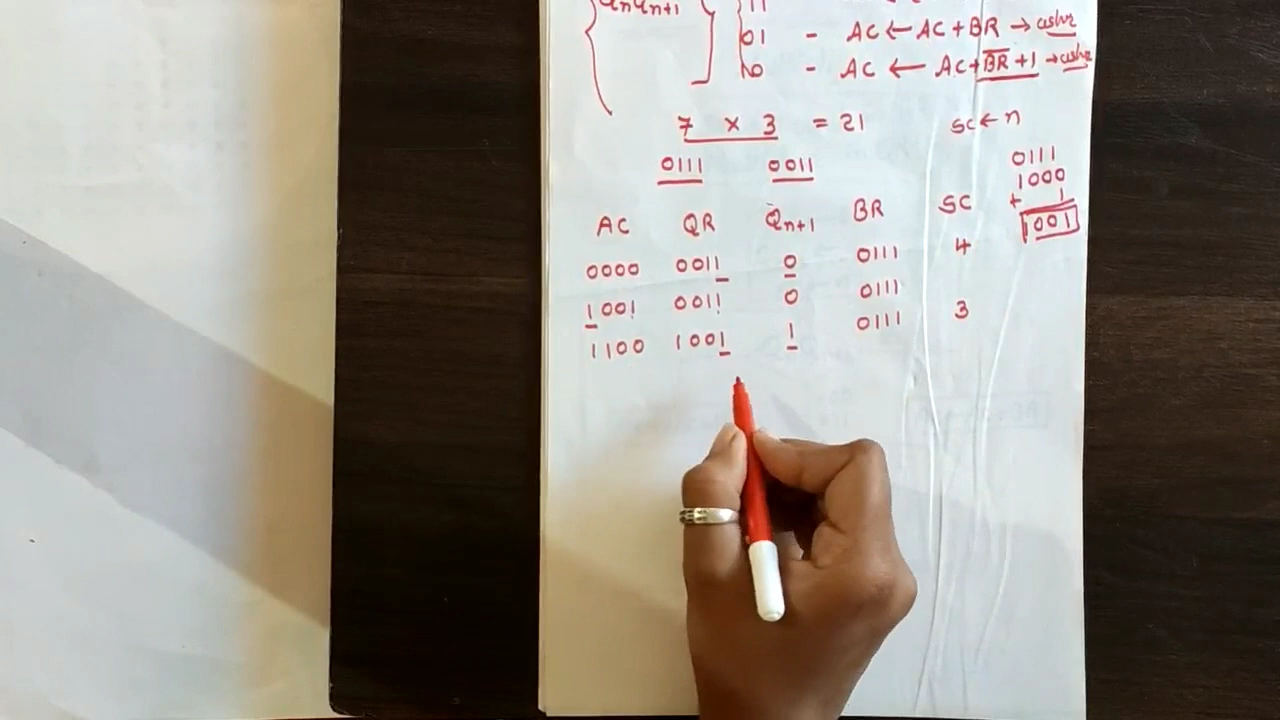 QnQn+1 11
01 - AC ← AC + BR → ashr
10 - AC ← AC + BR + 1 → ashr
7 x 3 = 21 SC ← n
0111 0011
0111
1000
+ 1
1001
AC QR Qn+1 BR SC
0000 0011 0 0111 4
1001 0011 0 0111
1100 1001 1 0111 3